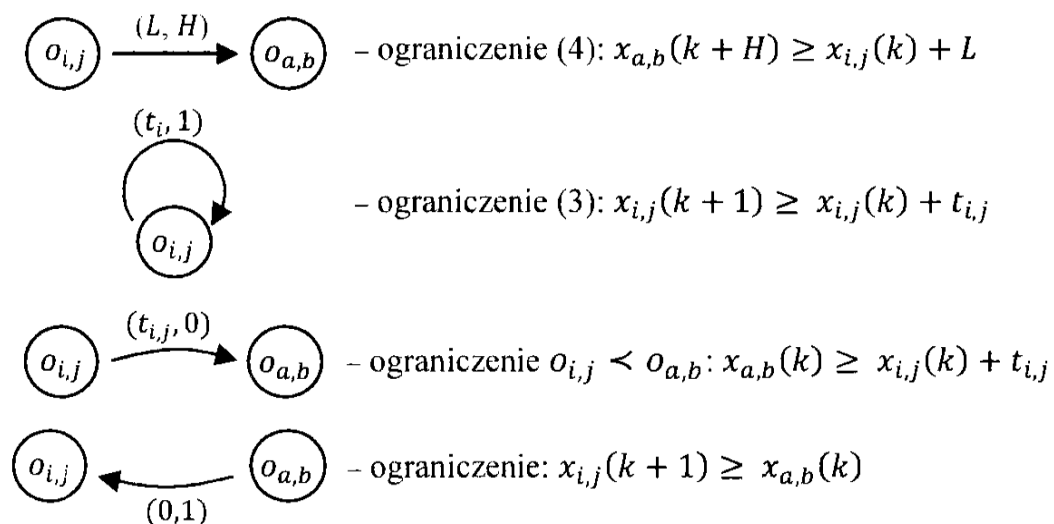 (L, H)
o_{i,j} o_{a,b} – ograniczenie (4): x_{a,b}(k + H) ≥ x_{i,j}(k) + L
(t_i, 1)
o_{i,j} – ograniczenie (3): x_{i,j}(k + 1) ≥ x_{i,j}(k) + t_{i,j}
(t_{i,j}, 0)
o_{i,j} o_{a,b} – ograniczenie o_{i,j} ≺ o_{a,b}: x_{a,b}(k) ≥ x_{i,j}(k) + t_{i,j}
o_{i,j} o_{a,b} – ograniczenie: x_{i,j}(k + 1) ≥ x_{a,b}(k)
(0,1)